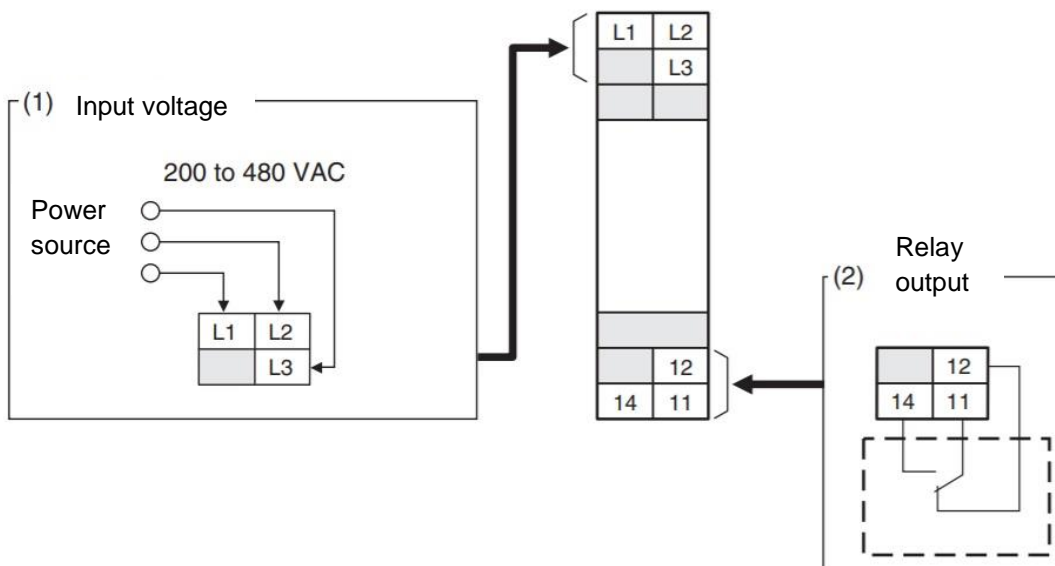 (1) Input voltage
200 to 480 VAC
Power
source
L1 L2
L3
L1 L2
L3
12
14 11
(2) Relay
output
12
14 11